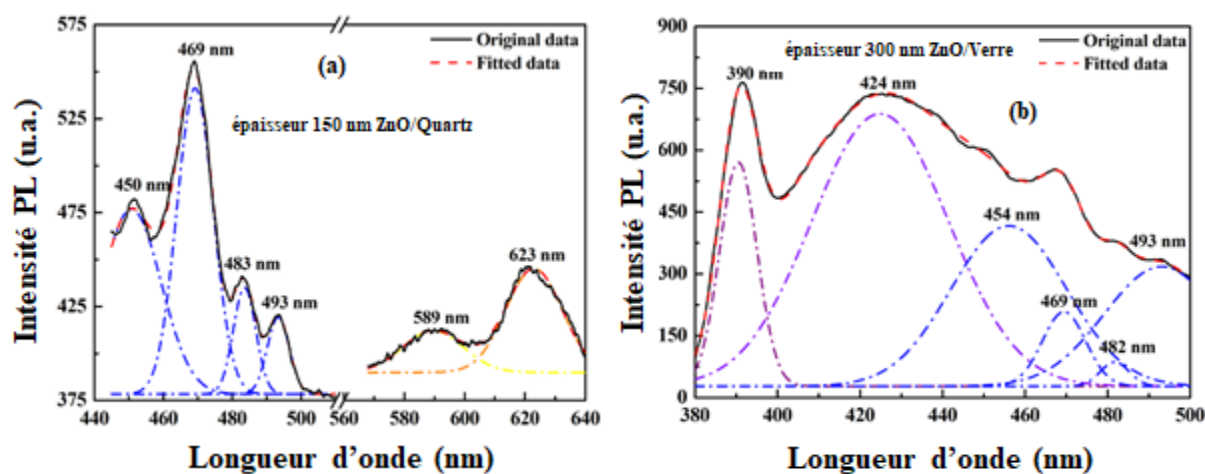 575
525
475
425
375
Intensité PL (u.a.)
469 nm
(a)
Original data
Fitted data
épaisseur 150 nm ZnO/Quartz
450 nm
483 nm
493 nm
589 nm
623 nm
440 460 480 500 580 600 620 640
Longueur d’onde (nm)
900
750
600
450
300
150
0
Intensité PL (u.a.)
épaisseur 300 nm ZnO/Verre
Original data
Fitted data
390 nm
424 nm
(b)
454 nm
493 nm
469 nm
482 nm
380 400 420 440 460 480 500
Longueur d’onde (nm)